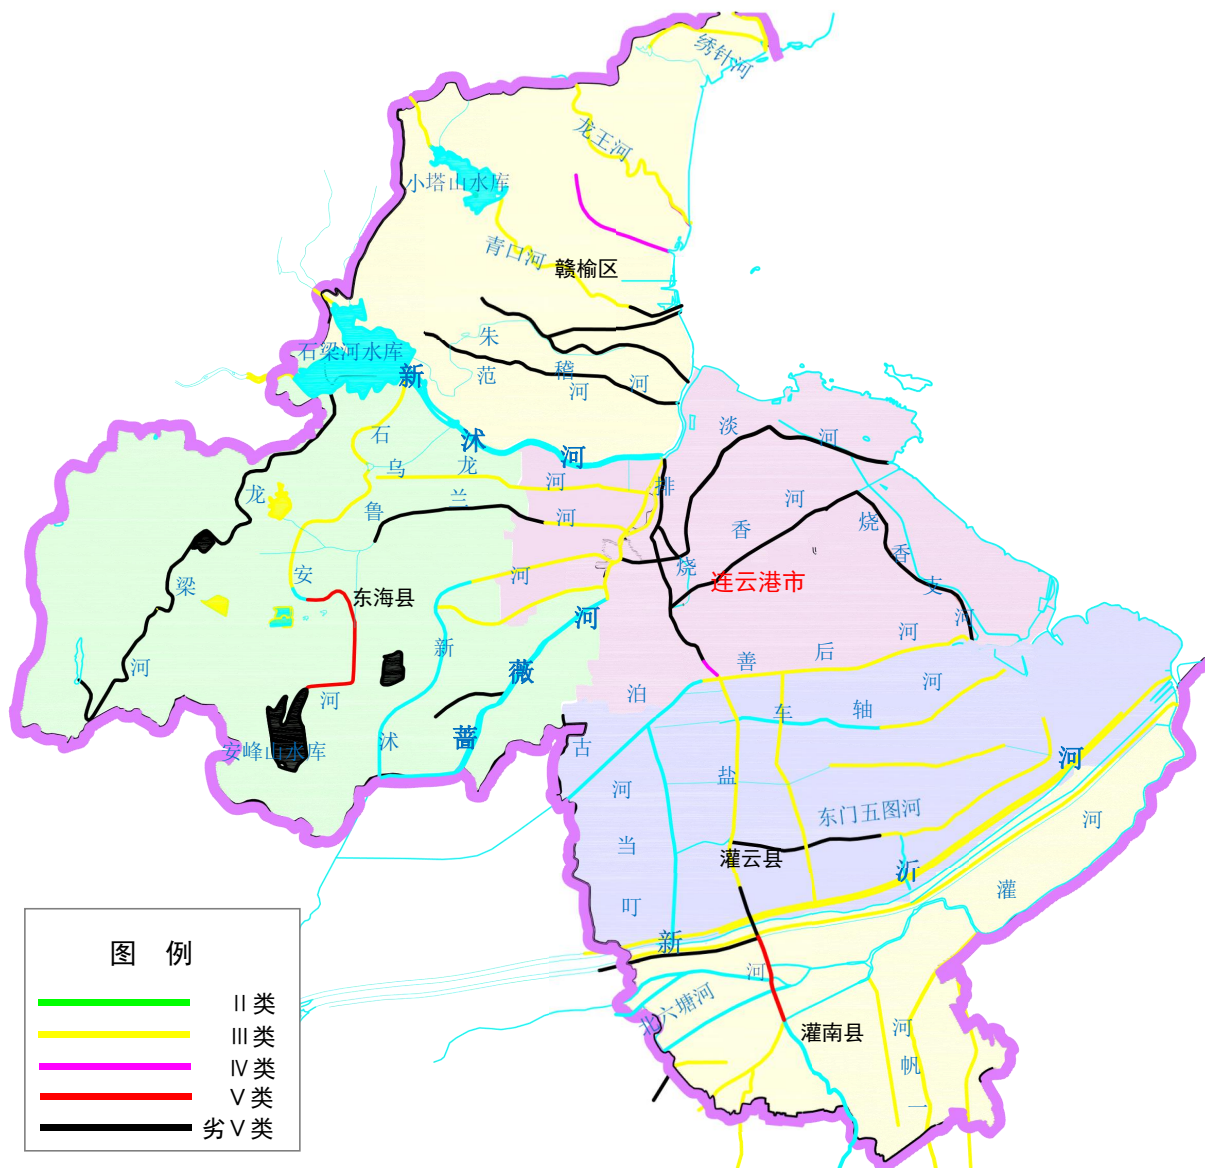 绣针河
龙王河
小塔山水库
青口河
赣榆区
朱
稽
河
范
河
石梁河水库
新
沭
河
淡
河
石
安
河
乌
龙
河
鲁
兰
河
排
香
河
烧
烧
香
支
河
连云港市
龙
梁
河
东海县
河
新
沭
蔷
薇
河
安峰山水库
善
后
河
泊
古
河
车
轴
河
盐
河
当
叮
东门五图河
灌云县
新
沂
河
灌
河
北六塘河
灌南县
一
帆
河
图 例
Ⅱ类
Ⅲ类
Ⅳ类
Ⅴ类
劣Ⅴ类